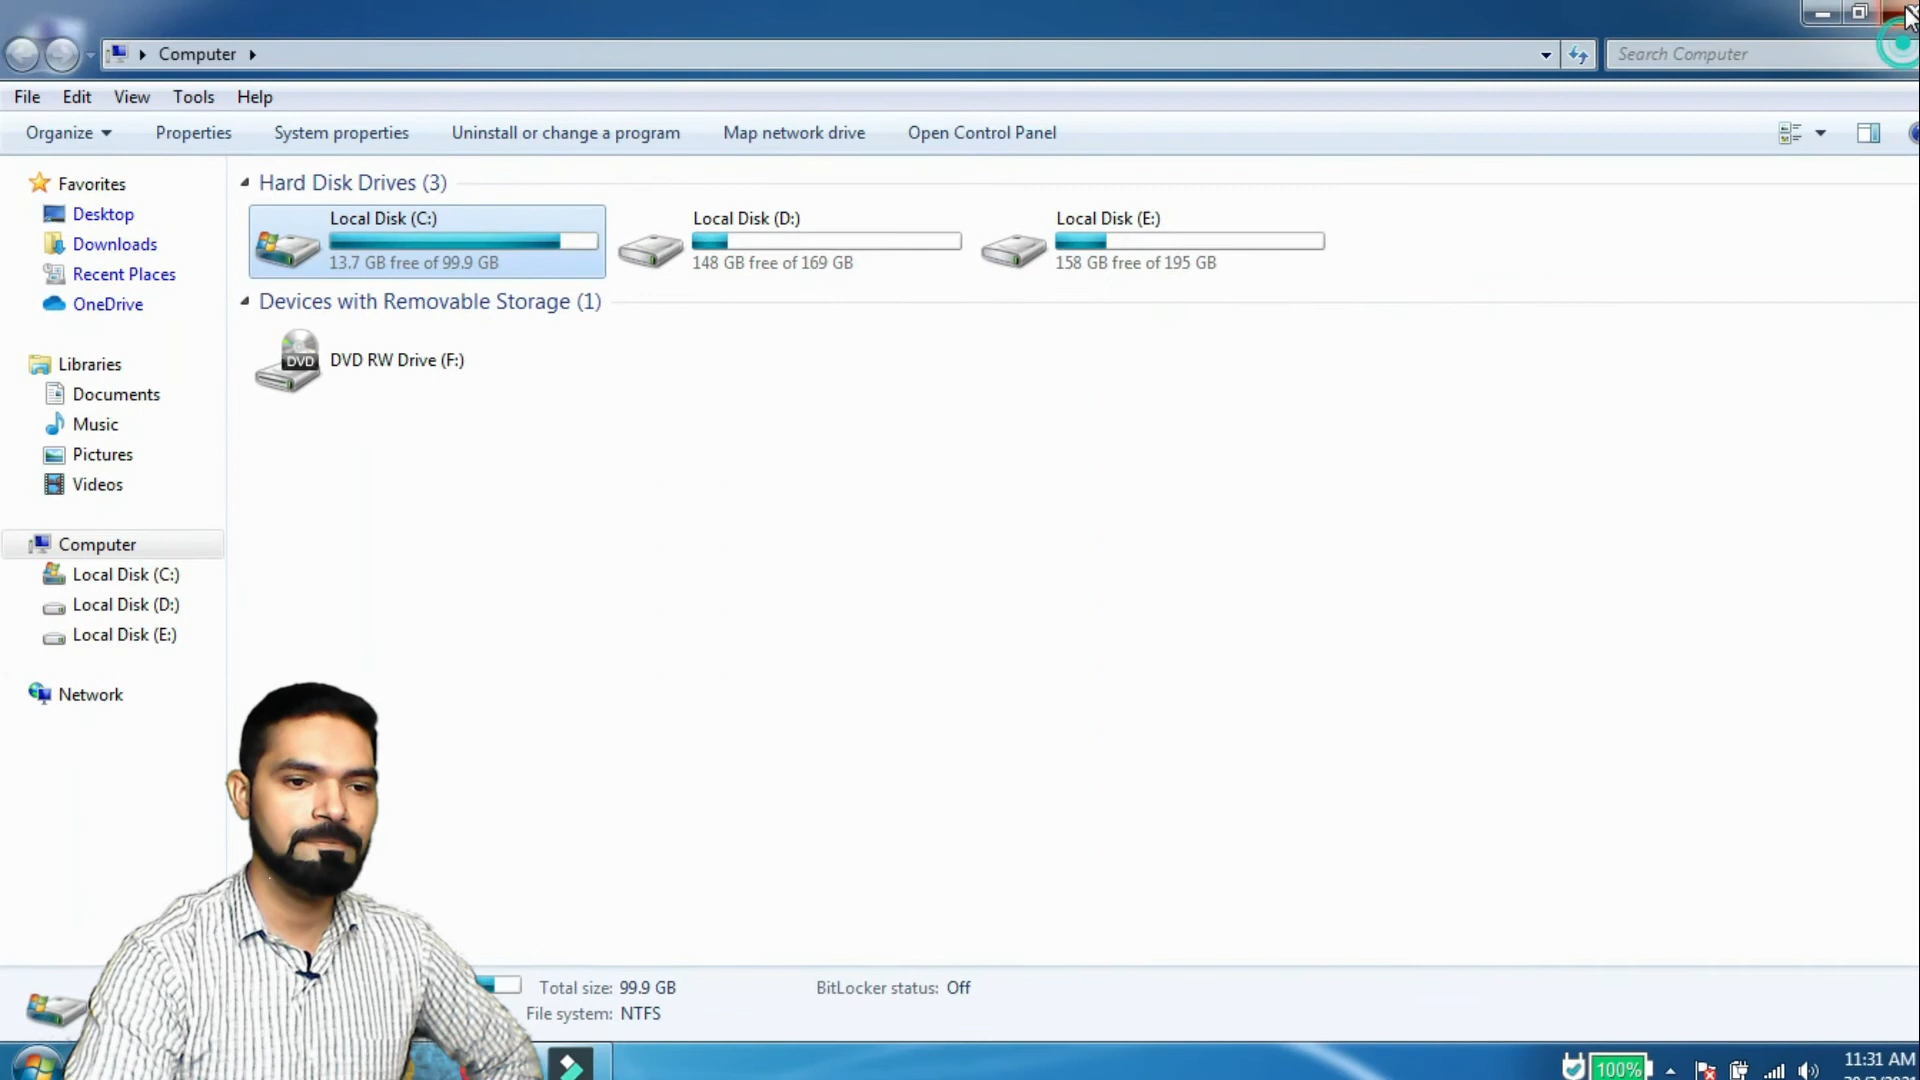 Computer
Search Computer
File Edit View Tools Help
Organize Properties System properties Uninstall or change a program Map network drive Open Control Panel
Favorites
Desktop
Downloads
Recent Places
OneDrive
Libraries
Documents
Music
Pictures
Videos
Computer
Local Disk (C:)
Local Disk (D:)
Local Disk (E:)
Network
Hard Disk Drives (3)
Local Disk (C:)
13.7 GB free of 99.9 GB
Local Disk (D:)
148 GB free of 169 GB
Local Disk (E:)
158 GB free of 195 GB
Devices with Removable Storage (1)
DVD
DVD RW Drive (F:)
Total size: 99.9 GB
BitLocker status: Off
File system: NTFS
100%
11:31 AM